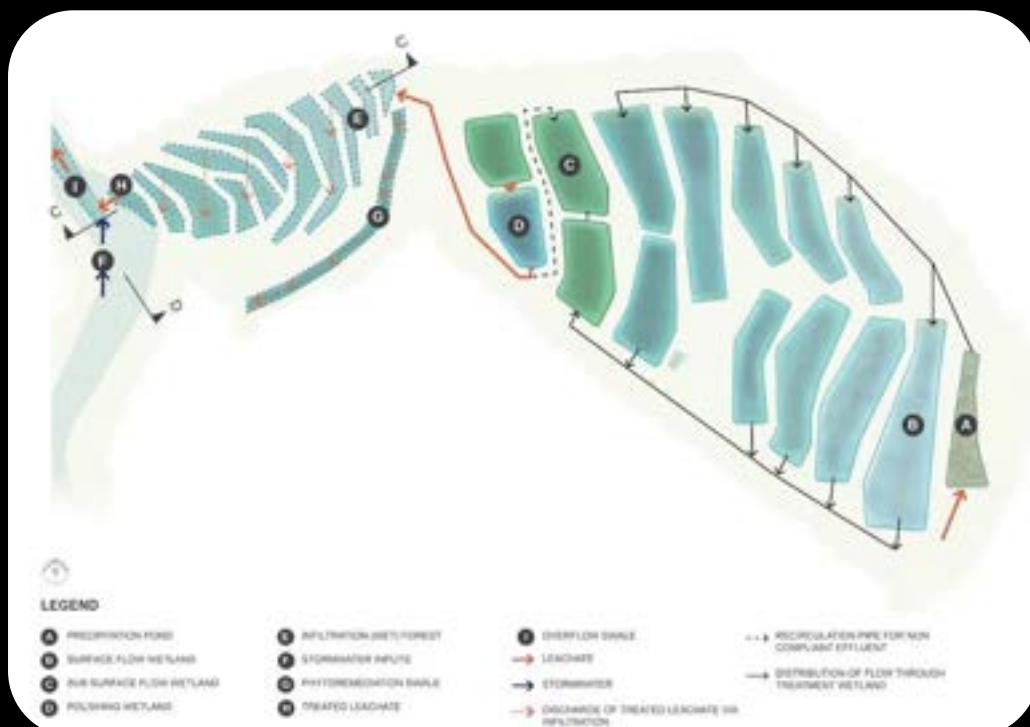 C
E
I
H
G
C
F
D
C
D
B
A
LEGEND
A PRECIPITATION POND
B SURFACE FLOW WETLAND
C SUB SURFACE FLOW WETLAND
D POLISHING WETLAND
E INFILTRATION (WET) FOREST
F STORMWATER INPUTS
G PHYTOREMEDIATION SWALE
H TREATED LEACHATE
I OVERFLOW SWALE
LEACHATE
STORMWATER
DISCHARGE OF TREATED LEACHATE VIA
INFILTRATION
RECIRCULATION PIPE FOR NON
COMPLIANT EFFLUENT
DISTRIBUTION OF FLOW THROUGH
TREATMENT WETLAND